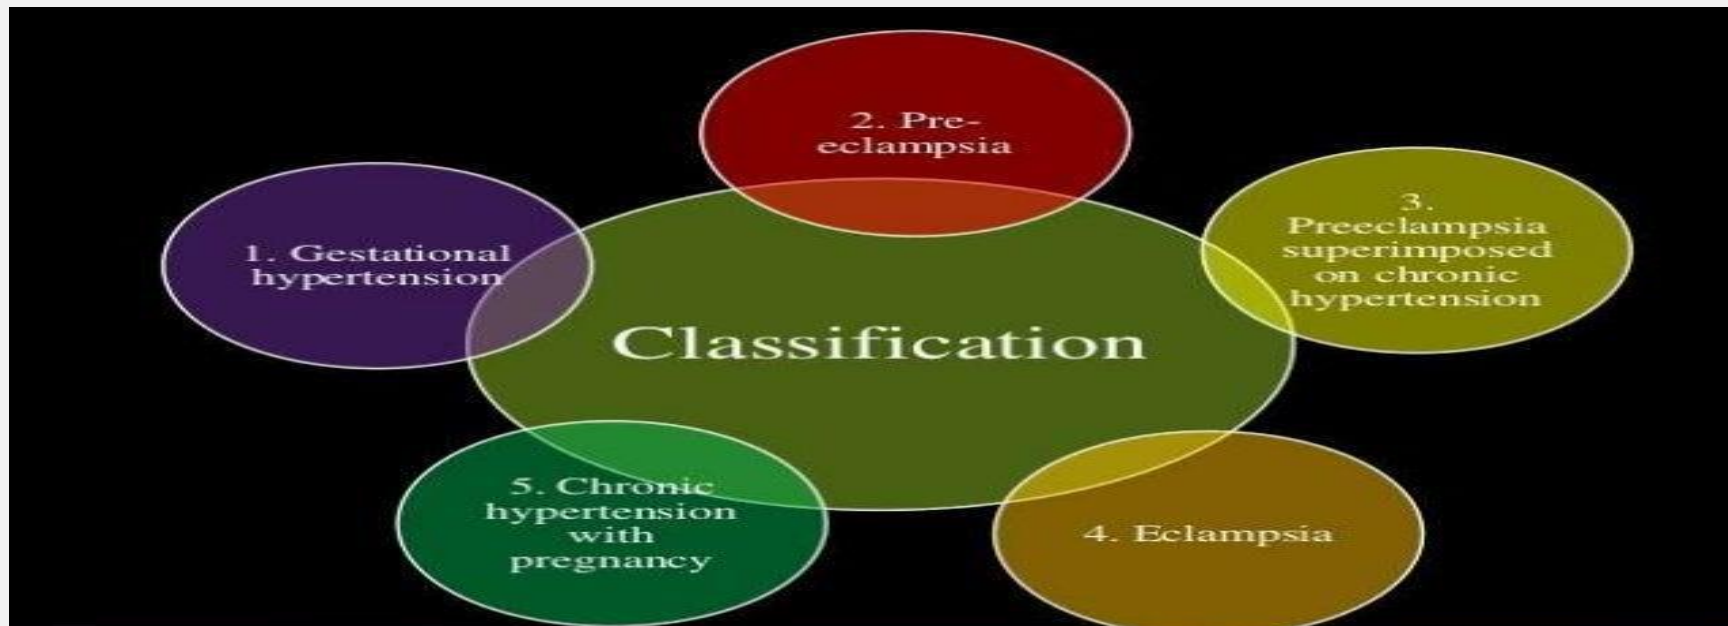 2. Pre-
eclampsia
1. Gestational
hypertension
3.
Preeclampsia
superimposed
on chronic
hypertension
Classification
5. Chronic
hypertension
with
pregnancy
4. Eclampsia